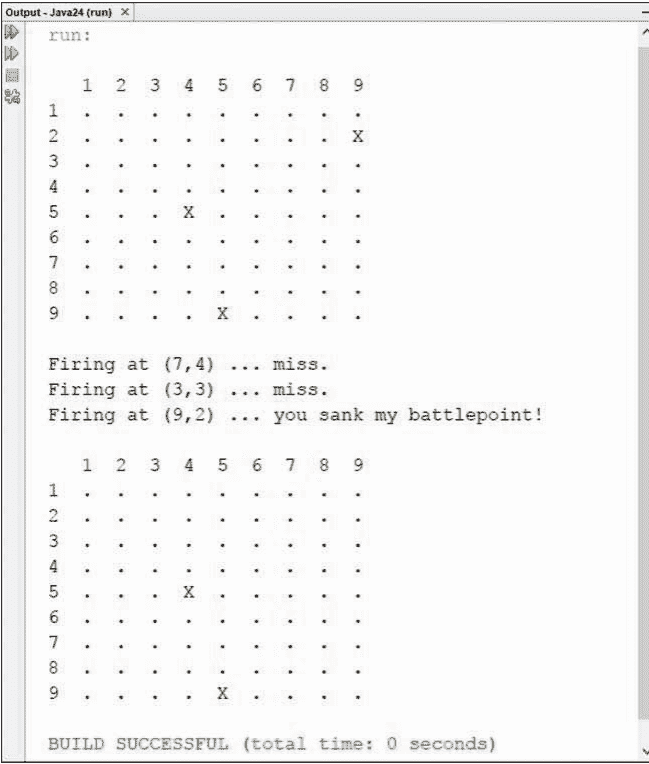 Output - Java24 (run) ×
run:
1 2 3 4 5 6 7 8 9
1 . . . . . . . . .
2 . . . . . . . . X
3 . . . . . . . . .
4 . . . . . . . . .
5 . . . X . . . . .
6 . . . . . . . . .
7 . . . . . . . . .
8 . . . . . . . . .
9 . . . . X . . . .
Firing at (7,4) ... miss.
Firing at (3,3) ... miss.
Firing at (9,2) ... you sank my battlepoint!
1 2 3 4 5 6 7 8 9
1 . . . . . . . . .
2 . . . . . . . . .
3 . . . . . . . . .
4 . . . . . . . . .
5 . . . X . . . . .
6 . . . . . . . . .
7 . . . . . . . . .
8 . . . . . . . . .
9 . . . . X . . . .
BUILD SUCCESSFUL (total time: 0 seconds)